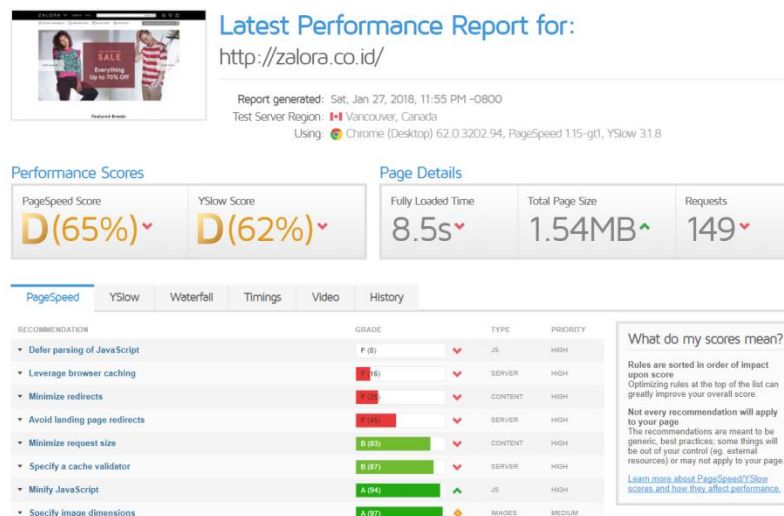 ZALORA
SALE
Everything
Up to 70% Off
Featured Brands
Latest Performance Report for:
http://zalora.co.id/
Report generated: Sat, Jan 27, 2018, 11:55 PM -0800
Test Server Region: Vancouver, Canada
Using: Chrome (Desktop) 62.0.3202.94, PageSpeed 1.15-gt1, YSlow 3.1.8
Performance Scores
PageSpeed Score YSlow Score
D(65%) D(62%)
Page Details
Fully Loaded Time Total Page Size Requests
8.5s 1.54MB 149
PageSpeed YSlow Waterfall Timings Video History
RECOMMENDATION GRADE TYPE PRIORITY
Defer parsing of JavaScript F (0) JS HIGH
Leverage browser caching F (16) SERVER HIGH
Minimize redirects F (25) CONTENT HIGH
Avoid landing page redirects F (45) SERVER HIGH
Minimize request size B (83) CONTENT HIGH
Specify a cache validator B (87) SERVER HIGH
Minify JavaScript A (94) JS HIGH
Specify image dimensions A (97) IMAGES MEDIUM
What do my scores mean?
Rules are sorted in order of impact
upon score
Optimizing rules at the top of the list can
greatly improve your overall score.
Not every recommendation will apply
to your page
The recommendations are meant to be
generic, best practices; some things will
be out of your control (eg. external
resources) or may not apply to your page.
Learn more about PageSpeed/YSlow
scores and how they affect performance.